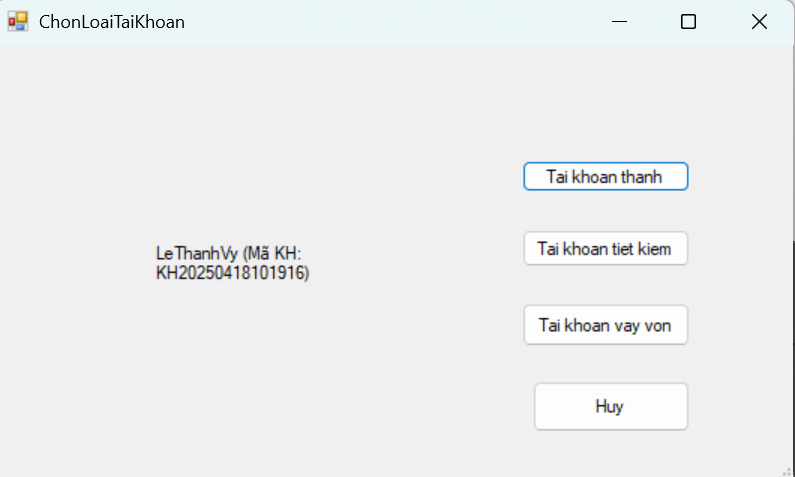 ChonLoaiTaiKhoan
Tai khoan thanh
Tai khoan tiet kiem
LeThanhVy (Mã KH:
KH20250418101916)
Tai khoan vay von
Huy